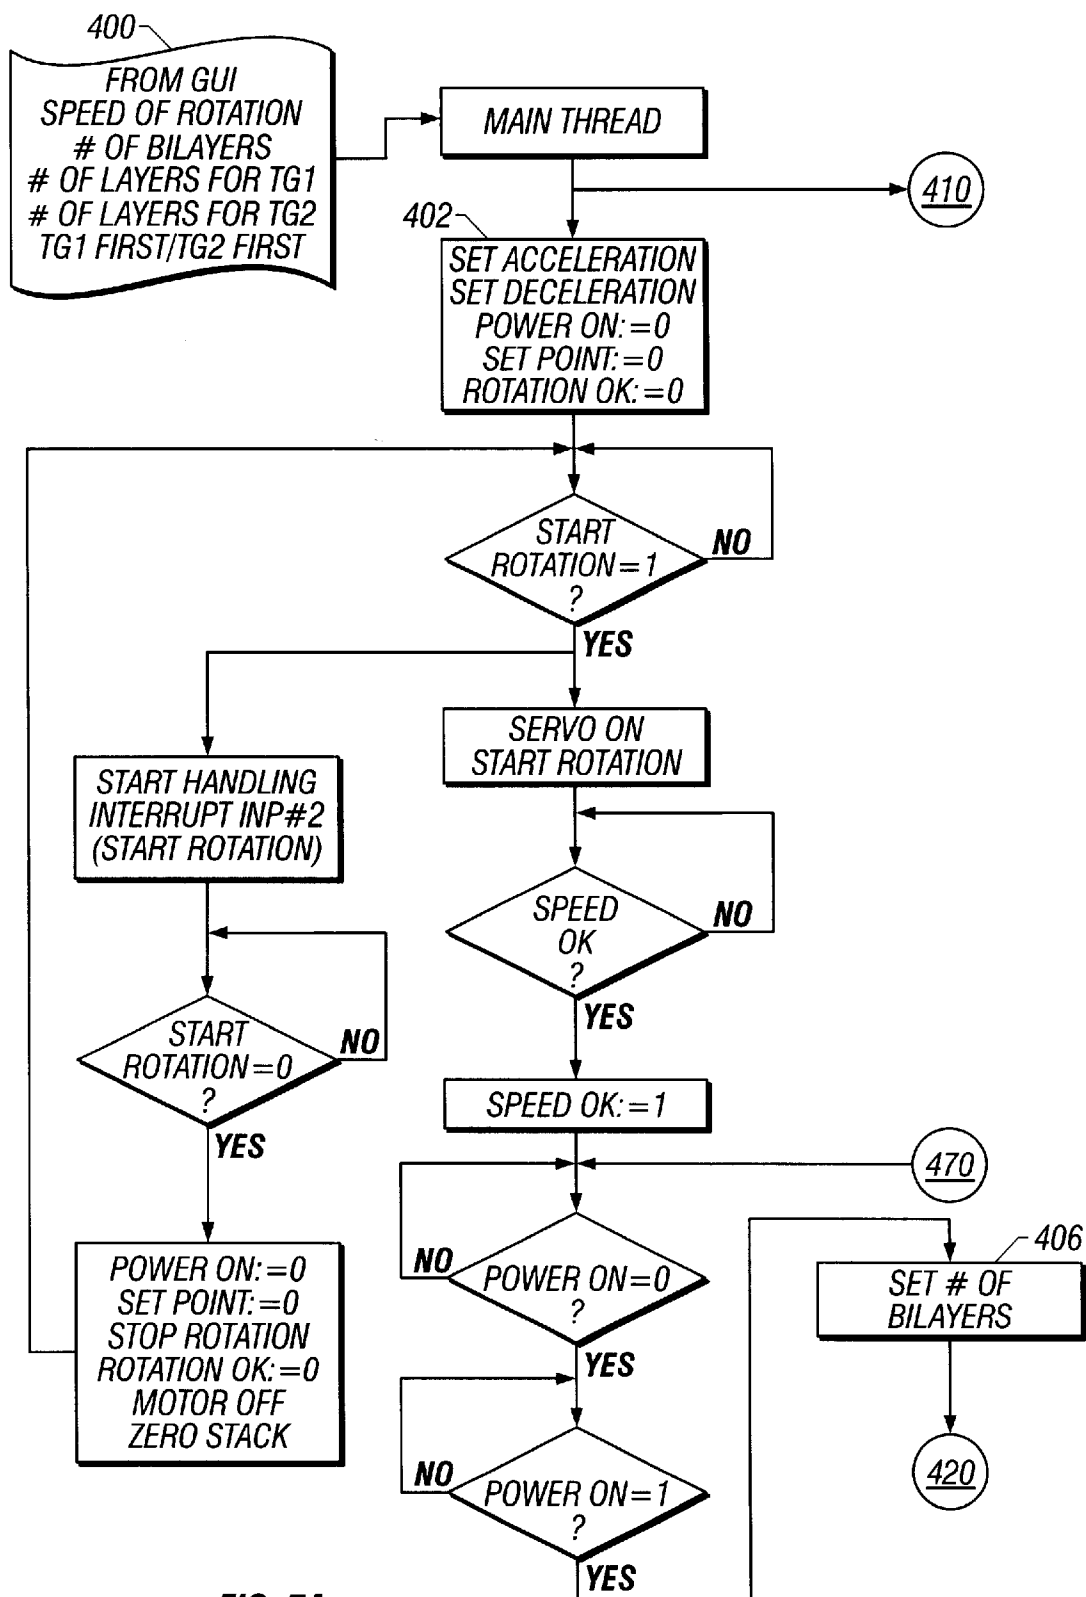 400
FROM GUI
SPEED OF ROTATION
# OF BILAYERS
# OF LAYERS FOR TG1
# OF LAYERS FOR TG2
TG1 FIRST/TG2 FIRST
MAIN THREAD
410
402
SET ACCELERATION
SET DECELERATION
POWER ON:=0
SET POINT:=0
ROTATION OK:=0
START
ROTATION=1
?
NO
YES
SERVO ON
START ROTATION
START HANDLING
INTERRUPT INP#2
(START ROTATION)
SPEED
OK
?
NO
YES
START
ROTATION=0
?
NO
YES
SPEED OK:=1
470
POWER ON:=0
SET POINT:=0
STOP ROTATION
ROTATION OK:=0
MOTOR OFF
ZERO STACK
POWER ON=0
?
NO
YES
406
SET # OF
BILAYERS
420
POWER ON=1
?
NO
YES